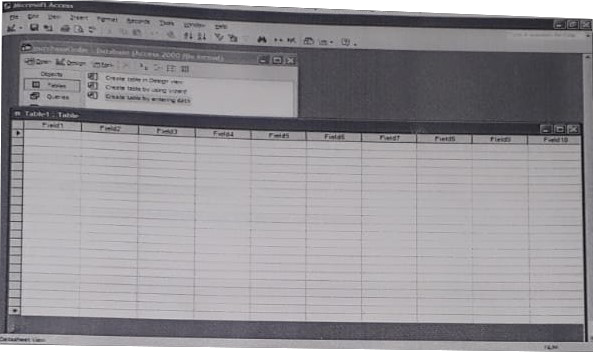 Microsoft Access
File Edit View Insert Format Records Tools Window Help
Database (Access 2000 file format)
Open Design New
Objects
Tables
Queries
Create table in Design view
Create table by using wizard
Create table by entering data
Table1 : Table
Field1 Field2 Field3 Field4 Field5 Field6 Field7 Field8 Field9 Field10
Datasheet View
NUM